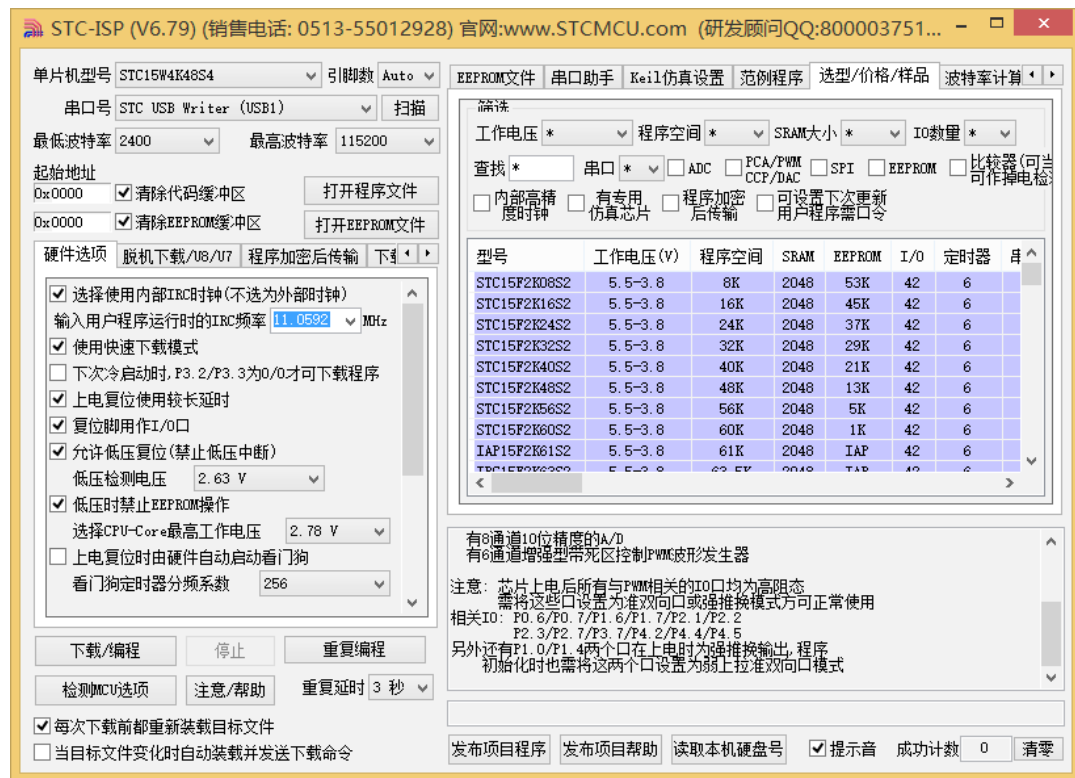 STC-ISP (V6.79) (销售电话: 0513-55012928) 官网:www.STCMCU.com (研发顾问QQ:800003751...
单片机型号 STC15W4K48S4 引脚数 Auto
串口号 STC USB Writer (USB1) 扫描
最低波特率 2400 最高波特率 115200
起始地址
0x0000 清除代码缓冲区 打开程序文件
0x0000 清除EEPROM缓冲区 打开EEPROM文件
硬件选项 脱机下载/U8/U7 程序加密后传输
选择使用内部IRC时钟(不选为外部时钟)
输入用户程序运行时的IRC频率 11.0592 MHz
使用快速下载模式
下次冷启动时,P3.2/P3.3为0/0才可下载程序
上电复位使用较长延时
复位脚用作I/O口
允许低压复位(禁止低压中断)
低压检测电压 2.63 V
低压时禁止EEPROM操作
选择CPU-Core最高工作电压 2.78 V
上电复位时由硬件自动启动看门狗
看门狗定时器分频系数 256
下载/编程 停止 重复编程
检测MCU选项 注意/帮助 重复延时 3 秒
每次下载前都重新装载目标文件
当目标文件变化时自动装载并发送下载命令
EEPROM文件 串口助手 Keil仿真设置 范例程序 选型/价格/样品 波特率计算
筛选
工作电压 * 程序空间 * SRAM大小 * IO数量 *
查找 * 串口 * ADC PCA/PWM CCP/DAC SPI EEPROM 比较器(可当 可作掉电检
内部高精度时钟 有专用仿真芯片 程序加密后传输 可设置下次更新用户程序需口令
型号 工作电压(V) 程序空间 SRAM EEPROM I/O 定时器 串
STC15F2K08S2 5.5-3.8 8K 2048 53K 42 6
STC15F2K16S2 5.5-3.8 16K 2048 45K 42 6
STC15F2K24S2 5.5-3.8 24K 2048 37K 42 6
STC15F2K32S2 5.5-3.8 32K 2048 29K 42 6
STC15F2K40S2 5.5-3.8 40K 2048 21K 42 6
STC15F2K48S2 5.5-3.8 48K 2048 13K 42 6
STC15F2K56S2 5.5-3.8 56K 2048 5K 42 6
STC15F2K60S2 5.5-3.8 60K 2048 1K 42 6
IAP15F2K61S2 5.5-3.8 61K 2048 IAP 42 6
有8通道10位精度的A/D
有6通道增强型带死区控制PWM波形发生器
注意: 芯片上电后所有与PWM相关的IO口均为高阻态
需将这些口设置为准双向口或强推换模式方可正常使用
相关IO: P0.6/P0.7/P1.6/P1.7/P2.1/P2.2
P2.3/P2.7/P3.7/P4.2/P4.4/P4.5
另外还有P1.0/P1.4两个口在上电时为强推换输出,程序
初始化时也需将这两个口设置为弱上拉准双向口模式
发布项目程序 发布项目帮助 读取本机硬盘号 提示音 成功计数 0 清零